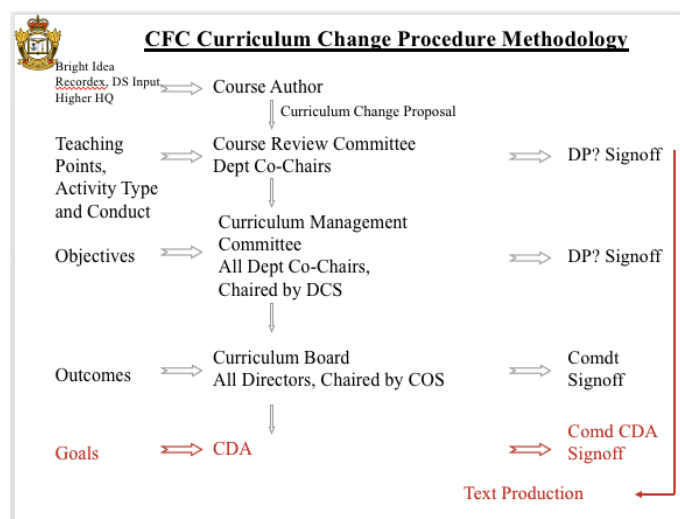 CFC Curriculum Change Procedure Methodology
Bright Idea
Recordex, DS Input,
Higher HQ
Course Author
Curriculum Change Proposal
Teaching
Points,
Activity Type
and Conduct
Course Review Committee
Dept Co-Chairs
DP? Signoff
Objectives
Curriculum Management
Committee
All Dept Co-Chairs,
Chaired by DCS
DP? Signoff
Outcomes
Curriculum Board
All Directors, Chaired by COS
Comdt
Signoff
Goals
CDA
Comd CDA
Signoff
Text Production